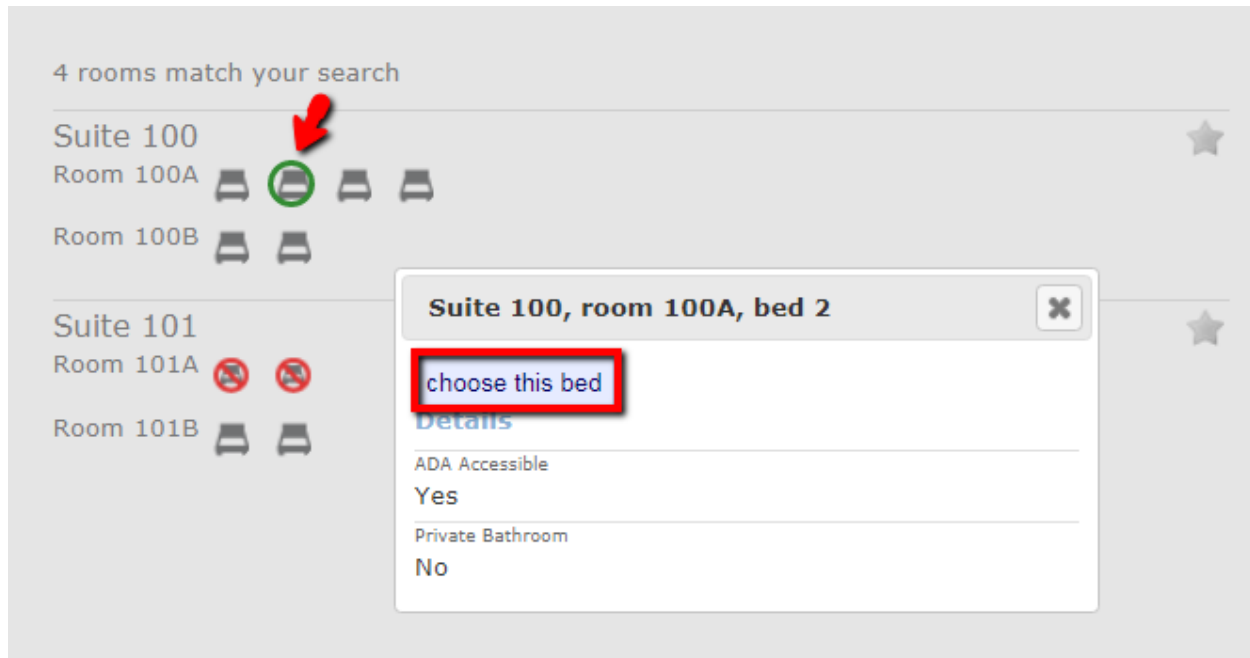 4 rooms match your search
Suite 100
Room 100A
Room 100B
Suite 101
Room 101A
Room 101B
Suite 100, room 100A, bed 2
choose this bed
Details
ADA Accessible
Yes
Private Bathroom
No